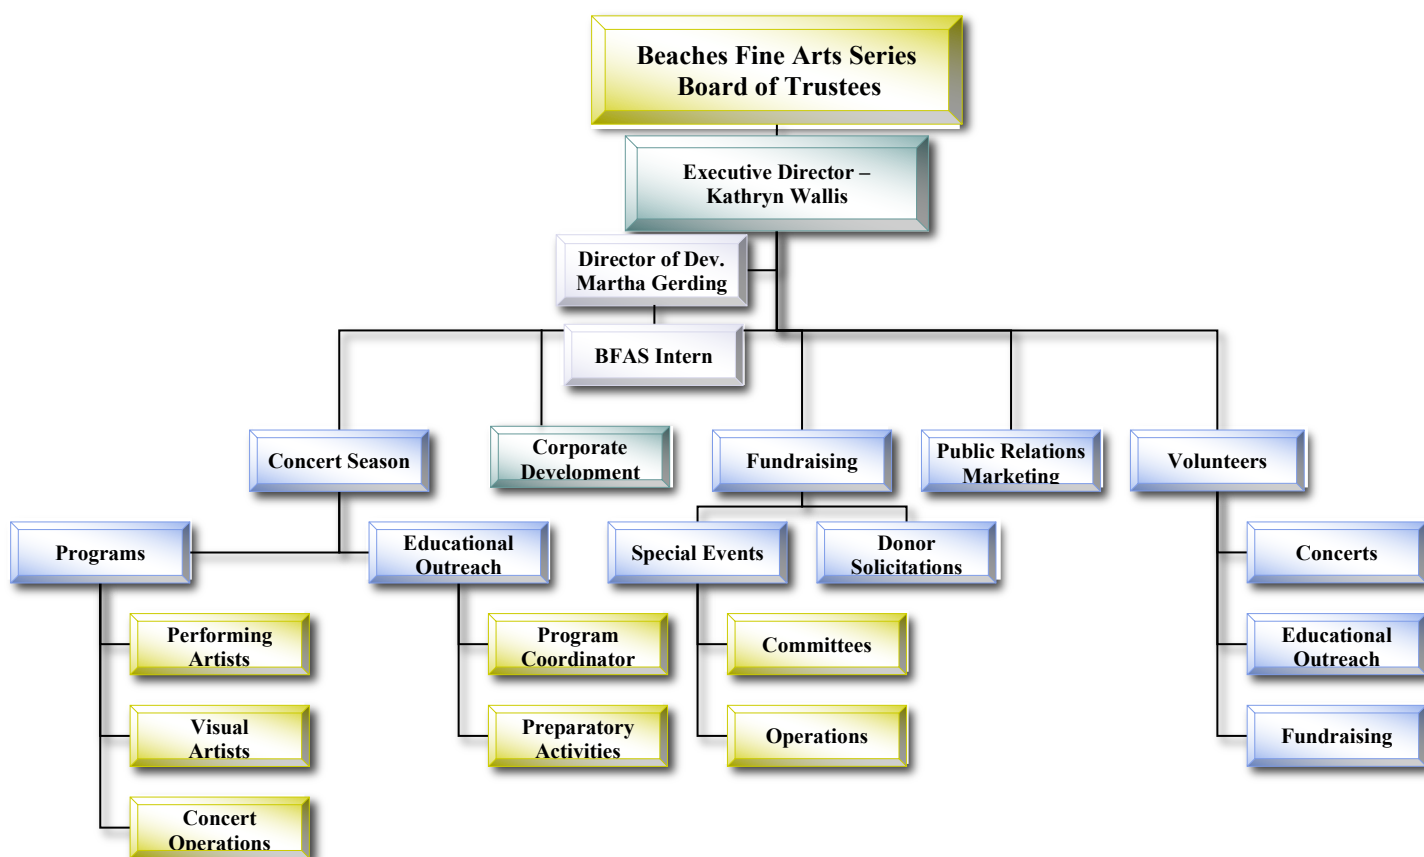 Beaches Fine Arts Series
Board of Trustees
Executive Director –
Kathryn Wallis
Director of Dev.
Martha Gerding
BFAS Intern
Concert Season
Corporate
Development
Fundraising
Public Relations
Marketing
Volunteers
Programs
Educational
Outreach
Special Events
Donor
Solicitations
Concerts
Performing
Artists
Program
Coordinator
Committees
Educational
Outreach
Visual
Artists
Preparatory
Activities
Operations
Fundraising
Concert
Operations